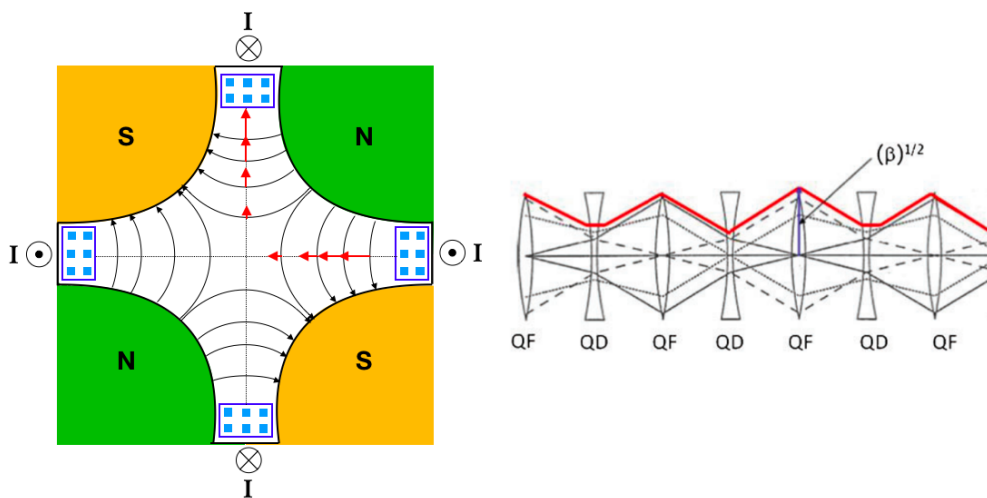 I
S N
I I
N S
I
(β)1/2
QF QD QF QD QF QD QF